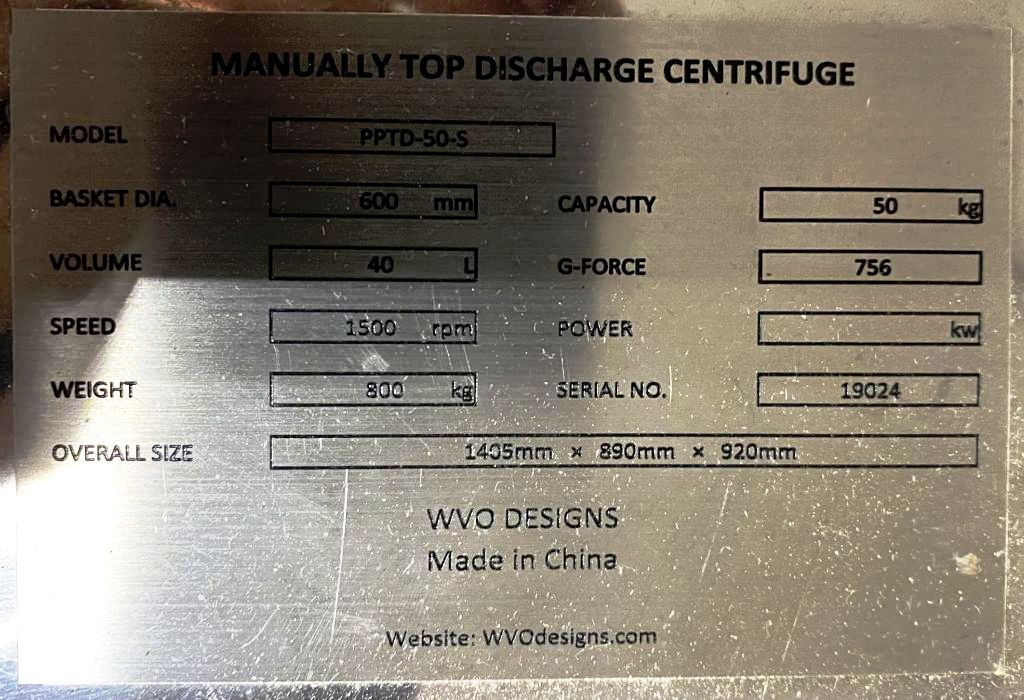 MANUALLY TOP DISCHARGE CENTRIFUGE
MODEL PPTD-50-S
BASKET DIA. 600 mm CAPACITY 50 kg
VOLUME 40 L G-FORCE 756
SPEED 1500 rpm POWER kw
WEIGHT 800 kg SERIAL NO. 19024
OVERALL SIZE 1405mm × 890mm × 920mm
WVO DESIGNS
Made in China
Website: WVOdesigns.com